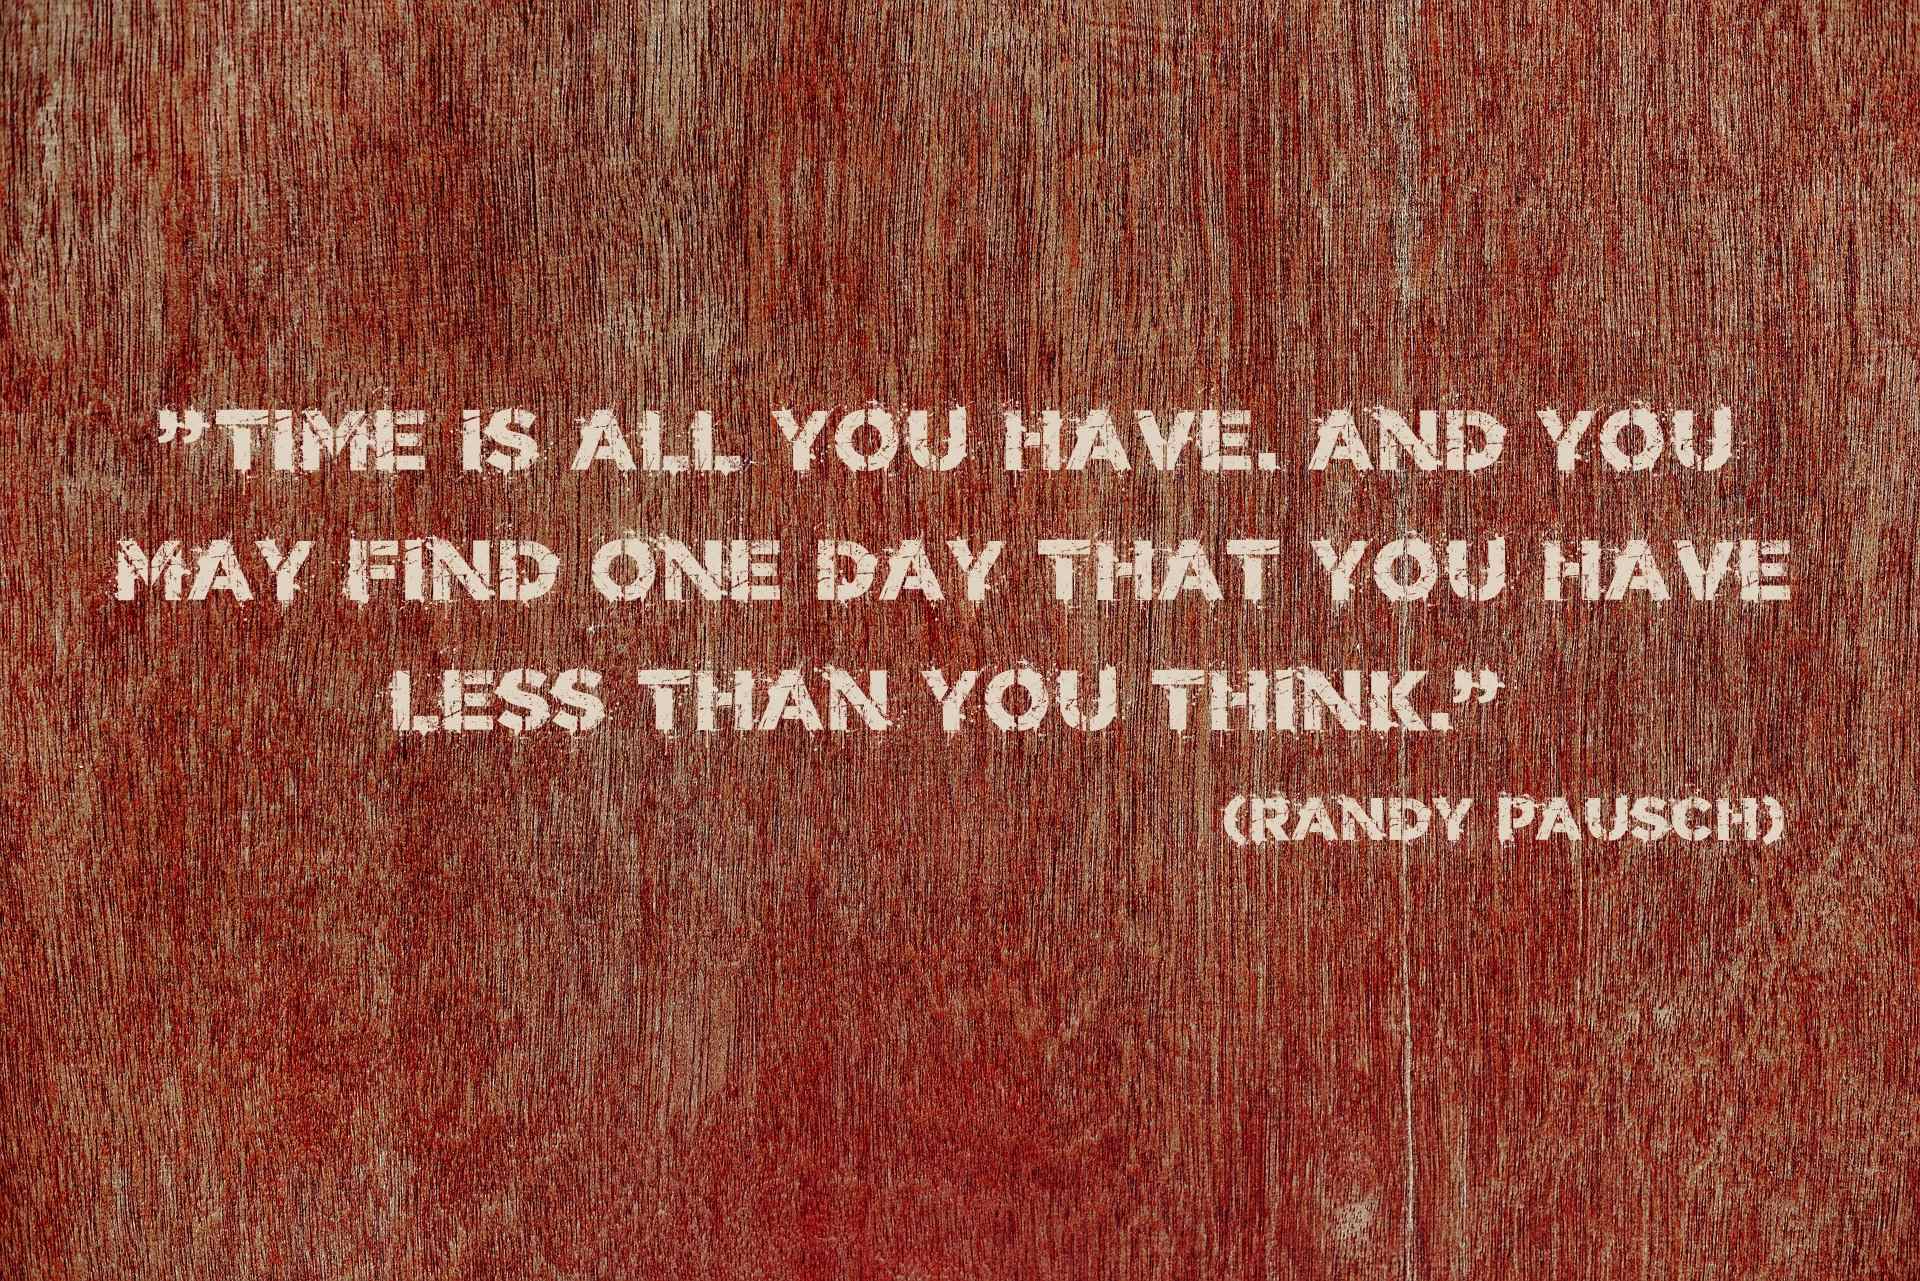 ”TIME IS ALL YOU HAVE. AND YOU
MAY FIND ONE DAY THAT YOU HAVE
LESS THAN YOU THINK.”
(RANDY PAUSCH)